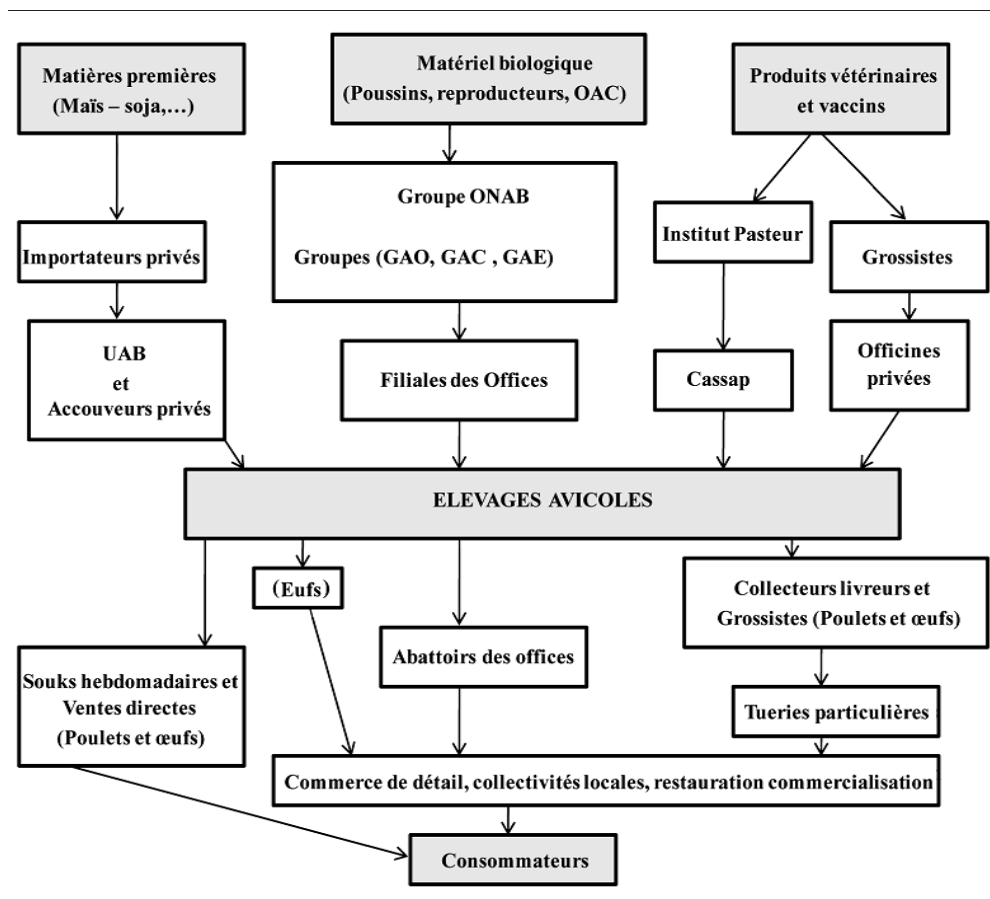 Matières premières
(Maïs – soja,…)
Matériel biologique
(Poussins, reproducteurs, OAC)
Produits vétérinaires
et vaccins
Groupe ONAB
Groupes (GAO, GAC , GAE)
Institut Pasteur
Importateurs privés
Grossistes
UAB
et
Accouveurs privés
Filiales des Offices
Cassap
Officines
privées
ELEVAGES AVICOLES
(Eufs)
Collecteurs livreurs et
Grossistes (Poulets et œufs)
Abattoirs des offices
Souks hebdomadaires et
Ventes directes
(Poulets et œufs)
Tueries particulières
Commerce de détail, collectivités locales, restauration commercialisation
Consommateurs